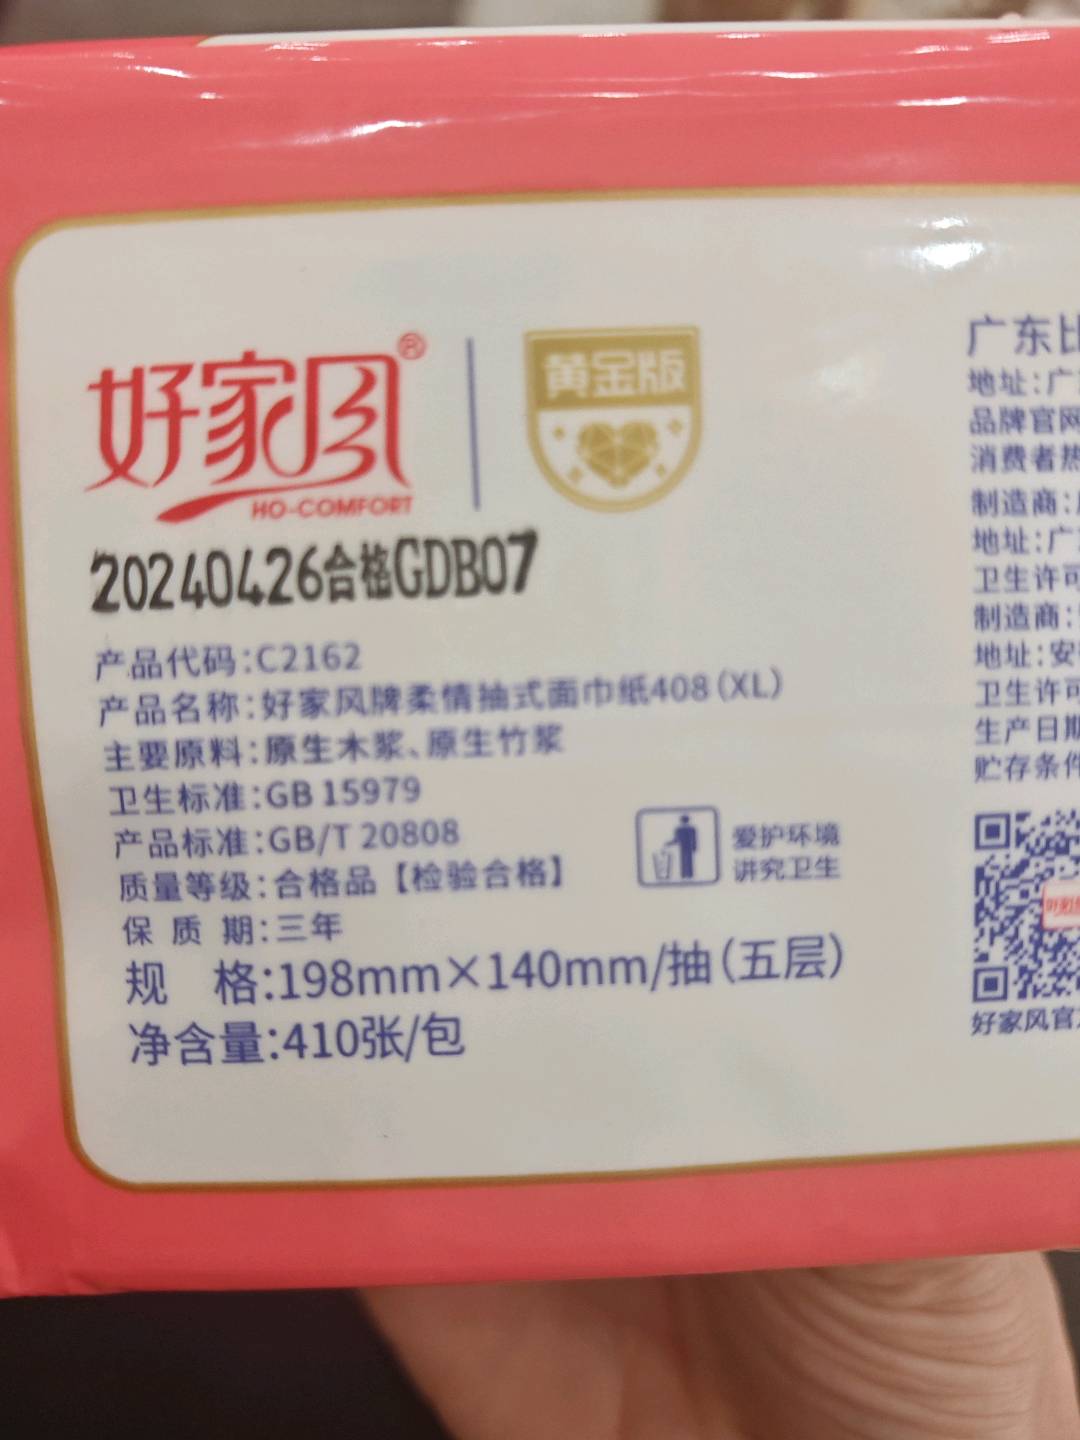 好家风®
HO-COMFORT
黄金版
20240426合格GDB07
产品代码:C2162
产品名称:好家风牌柔情抽式面巾纸408(XL)
主要原料:原生木浆、原生竹浆
卫生标准:GB 15979
产品标准:GB/T 20808
质量等级:合格品【检验合格】
保 质 期:三年
规 格:198mm×140mm/抽(五层)
净含量:410张/包
爱护环境
讲究卫生
广东比
地址:广
品牌官网
消费者热
制造商:
地址:广
卫生许可
制造商:
地址:安
卫生许可
生产日期
贮存条件
好家风官